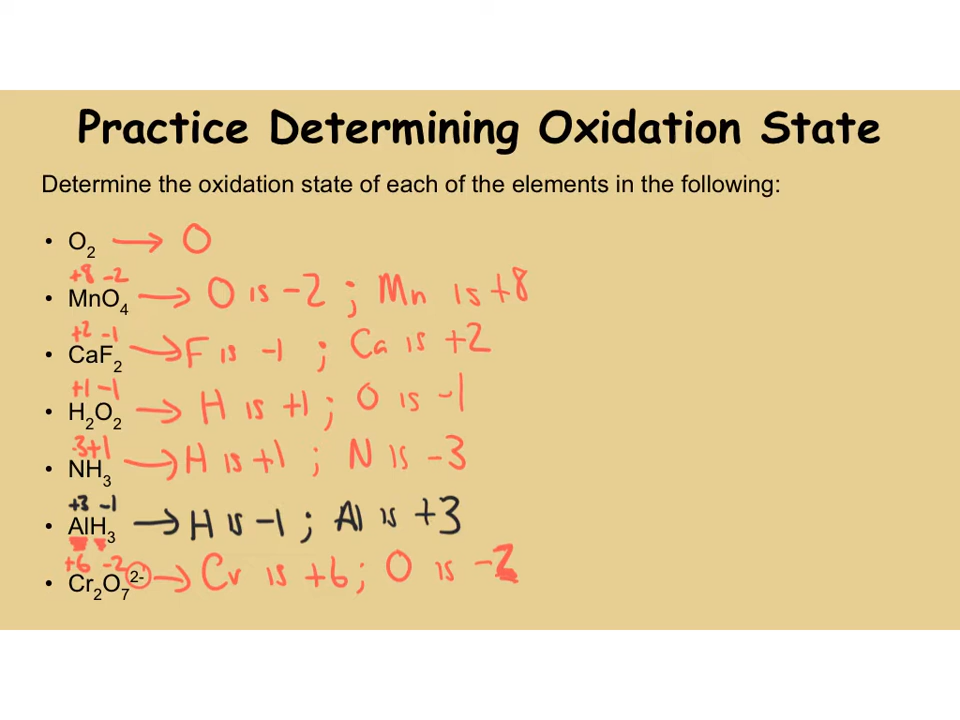 Practice Determining Oxidation State
Determine the oxidation state of each of the elements in the following:
• O₂ → 0
+8 -2
• MnO₄ → O is -2 ; Mn is +8
+2 -1
• CaF₂ → F is -1 ; Ca is +2
+1 -1
• H₂O₂ → H is +1 ; O is -1
-3 +1
• NH₃ → H is +1 ; N is -3
+3 -1
• AlH₃ → H is -1 ; Al is +3
+6 -2
• Cr₂O₇²⁻ → Cr is +6 ; O is -2